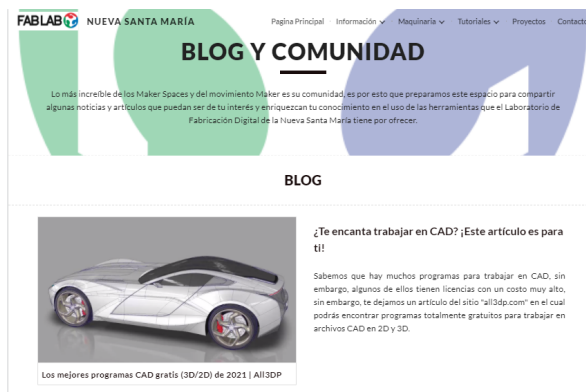 FAB LAB NUEVA SANTA MARÍA
Pagina Principal Información Maquinaria Tutoriales Proyectos Contacto
BLOG Y COMUNIDAD
Lo más increíble de los Maker Spaces y del movimiento Maker es su comunidad, es por esto que preparamos este espacio para compartir
algunas noticias y artículos que puedan ser de tu interés y enriquezcan tu conocimiento en el uso de las herramientas que el Laboratorio de
Fabricación Digital de la Nueva Santa María tiene por ofrecer.
BLOG
¿Te encanta trabajar en CAD? ¡Este artículo es para
ti!
Sabemos que hay muchos programas para trabajar en CAD, sin
embargo, algunos de ellos tienen licencias con un costo muy alto,
sin embargo, te dejamos un artículo del sitio "all3dp.com" en el cual
podrás encontrar programas totalmente gratuitos para trabajar en
archivos CAD en 2D y 3D.
Los mejores programas CAD gratis (3D/2D) de 2021 | All3DP